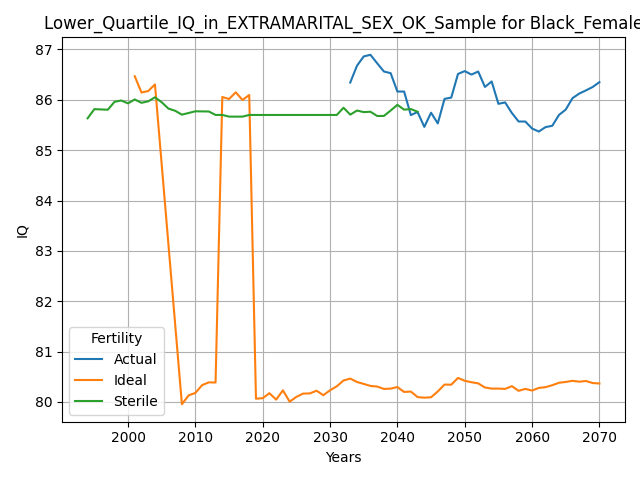 Lower_Quartile_IQ_in_EXTRAMARITAL_SEX_OK_Sample for Black_Female
87
86
85
84
83
82
81
80
IQ
Fertility
Actual
Ideal
Sterile
2000 2010 2020 2030 2040 2050 2060 2070
Years